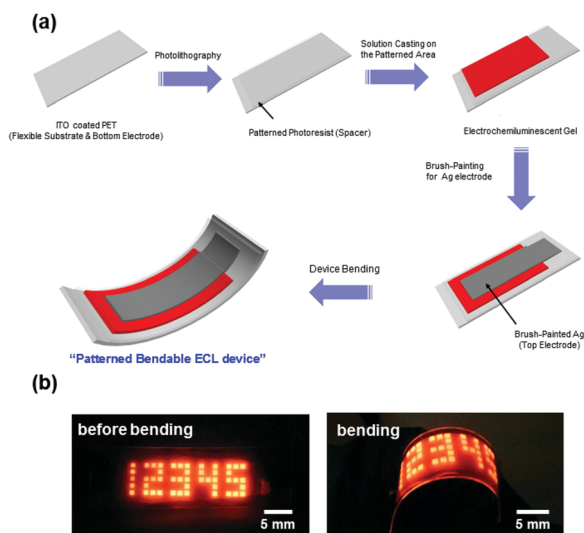 (a)
Photolithography
Solution Casting on
the Patterned Area
ITO coated PET
(Flexible Substrate & Bottom Electrode)
Patterned Photoresist (Spacer)
Electrochemiluminescent Gel
Brush-Painting
for Ag electrode
Device Bending
Brush-Painted Ag
(Top Electrode)
“Patterned Bendable ECL device”
(b)
before bending
12345
5 mm
bending
12345
5 mm